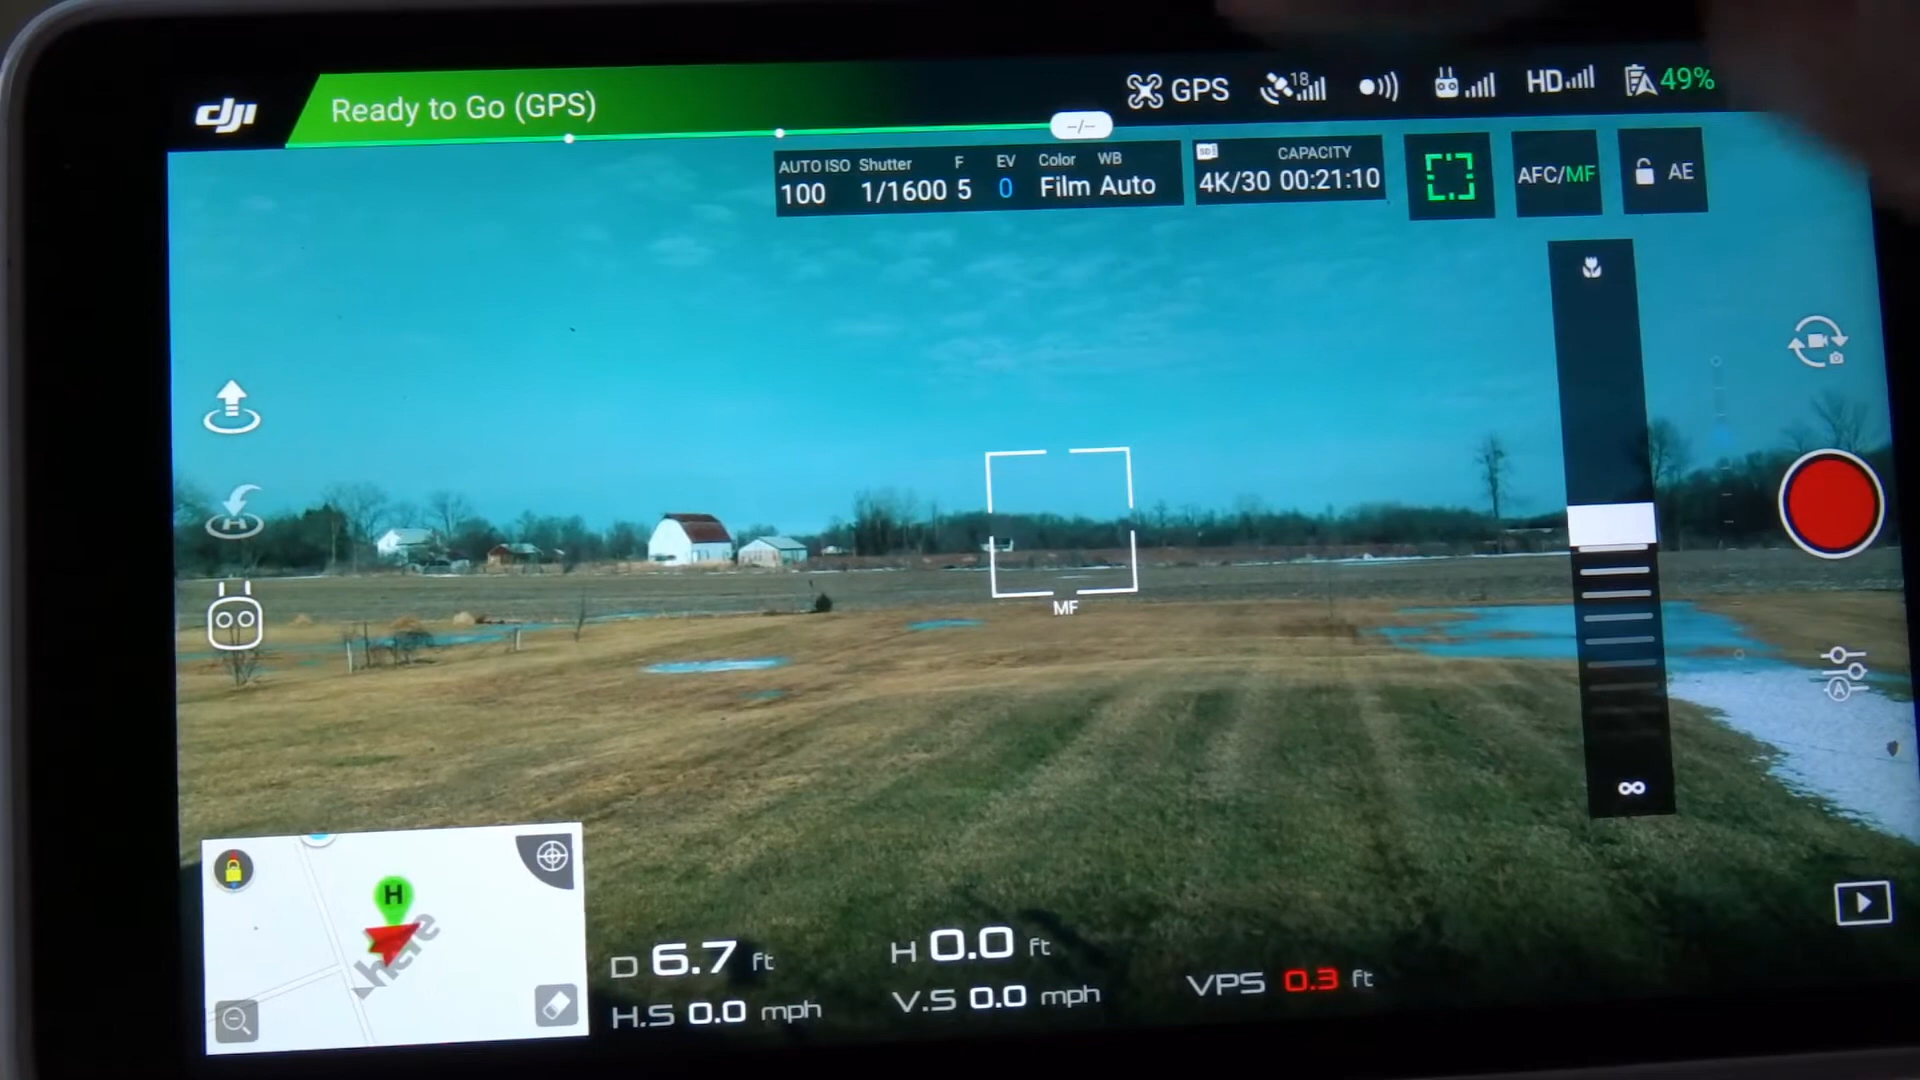 dji
Ready to Go (GPS)
GPS
18
HD
49%
--/--
AUTO ISO Shutter F EV Color WB
100 1/1600 5 0 Film Auto
CAPACITY
4K/30 00:21:10
AFC/MF
AE
MF
A
H
here
D 6.7 ft
H 0.0 ft
H.S 0.0 mph
V.S 0.0 mph
VPS 0.3 ft